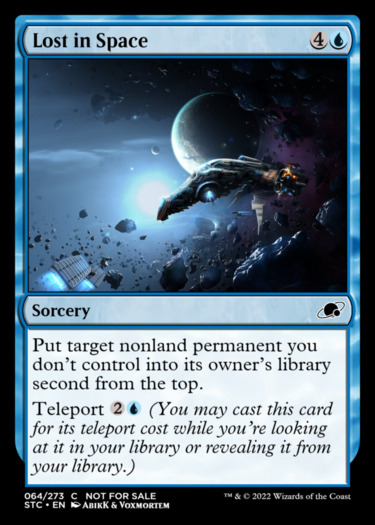 Lost in Space 4
Sorcery
Put target nonland permanent you
don't control into its owner's library
second from the top.
Teleport 2 (You may cast this card
for its teleport cost while you're looking
at it in your library or revealing it from
your library.)
064/273 C NOT FOR SALE
STC • EN AbikK & Voxmortem
™ & © 2022 Wizards of the Coast